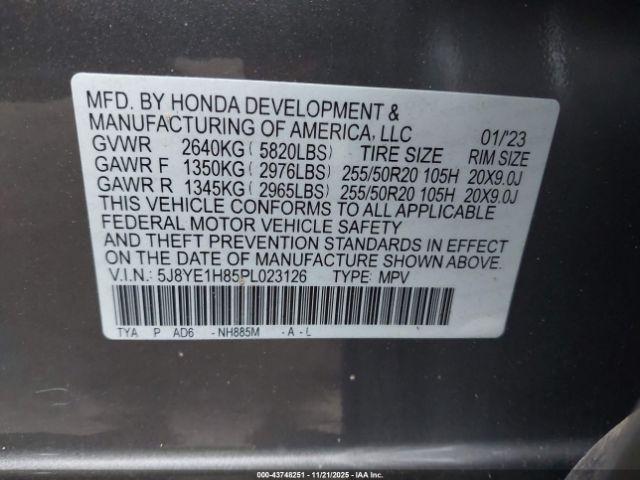 MFD. BY HONDA DEVELOPMENT &
MANUFACTURING OF AMERICA, LLC 01/'23
GVWR 2640KG (5820LBS) TIRE SIZE RIM SIZE
GAWR F 1350KG (2976LBS) 255/50R20 105H 20X9.0J
GAWR R 1345KG (2965LBS) 255/50R20 105H 20X9.0J
THIS VEHICLE CONFORMS TO ALL APPLICABLE
FEDERAL MOTOR VEHICLE SAFETY, BUMPER,
AND THEFT PREVENTION STANDARDS IN EFFECT
ON THE DATE OF MANUFACTURE SHOWN ABOVE.
V.I.N.: 5J8YE1H85PL023126 TYPE: MPV
TYA P AD6 - NH885M - A - L
000-43748251 - 11/21/2025 - IAA Inc.